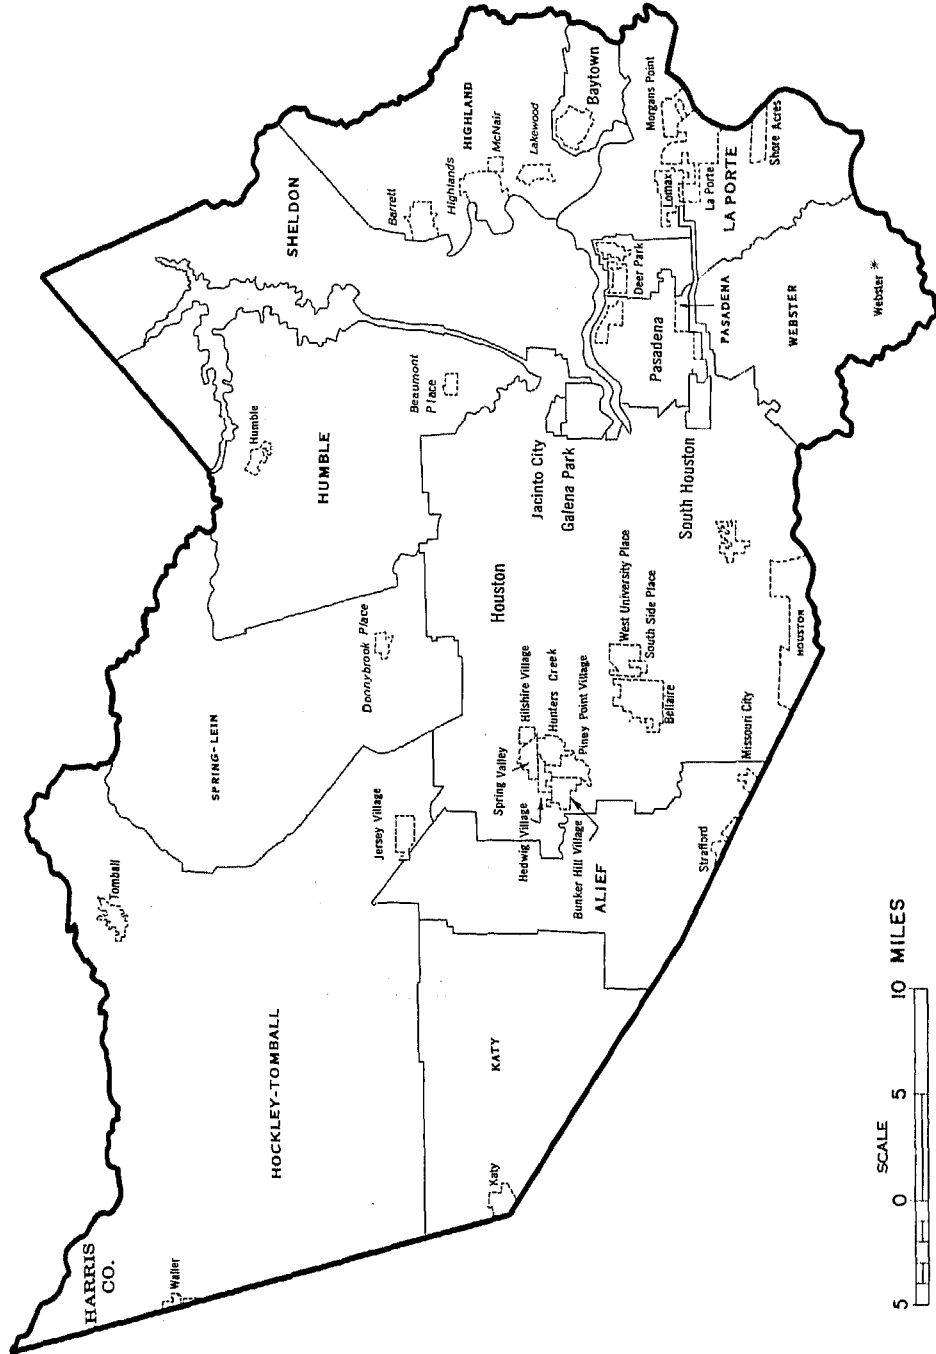 HARRIS
CO.
Waller
Tomball
HOCKLEY-TOMBALL
SPRING-LEIN
Humble
HUMBLE
SHELDON
Jersey Village
Donnybrook Place
Beaumont
Place
Barrett
Highlands
HIGHLAND
McNair
Lakewood
Baytown
Katy
KATY
Houston
Spring Valley
Hilshire Village
Hedwig Village
Hunters Creek
Piney Point Village
Bunker Hill Village
ALIEF
Jacinto City
Galena Park
West University Place
South Side Place
Bellaire
South Houston
Pasadena
Deer Park
PASADENA
Lomax
La Porte
LA PORTE
Morgans Point
Shore Acres
WEBSTER
Webster *
Strafford
Missouri City
HOUSTON
SCALE
5 0 5 10 MILES